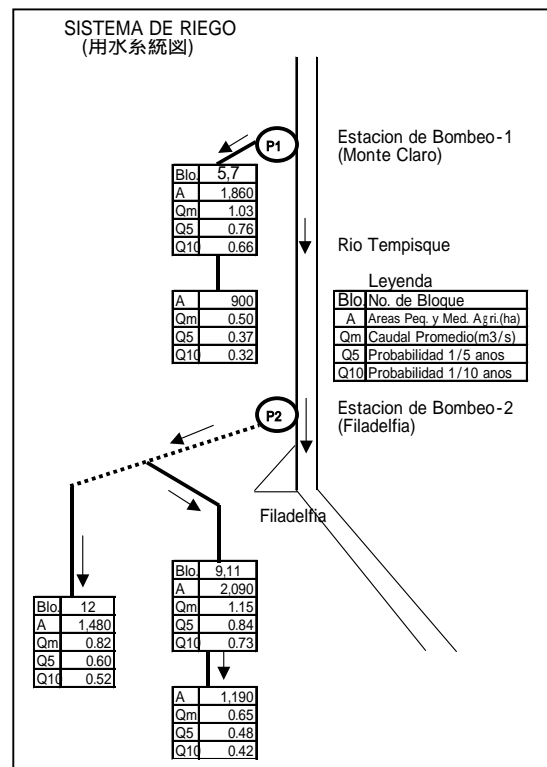 SISTEMA DE RIEGO
(用水糸統図)
P1
Estacion de Bombeo-1
(Monte Claro)
Blo. 5,7
A 1,860
Qm 1.03
Q5 0.76
Q10 0.66
Rio Tempisque
A 900
Qm 0.50
Q5 0.37
Q10 0.32
Leyenda
Blo. No. de Bloque
A Areas Peq. y Med. Agri.(ha)
Qm Caudal Promedio(m3/s)
Q5 Probabilidad 1/5 anos
Q10 Probabilidad 1/10 anos
P2
Estacion de Bombeo-2
(Filadelfia)
Filadelfia
Blo. 9,11
A 2,090
Qm 1.15
Q5 0.84
Q10 0.73
Blo. 12
A 1,480
Qm 0.82
Q5 0.60
Q10 0.52
A 1,190
Qm 0.65
Q5 0.48
Q10 0.42